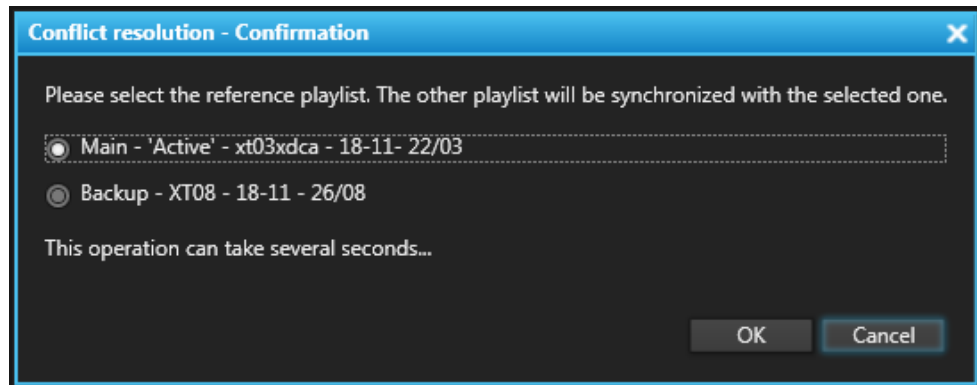 Conflict resolution - Confirmation
Please select the reference playlist. The other playlist will be synchronized with the selected one.
Main - 'Active' - xt03xdca - 18-11- 22/03
Backup - XT08 - 18-11 - 26/08
This operation can take several seconds...
OK Cancel